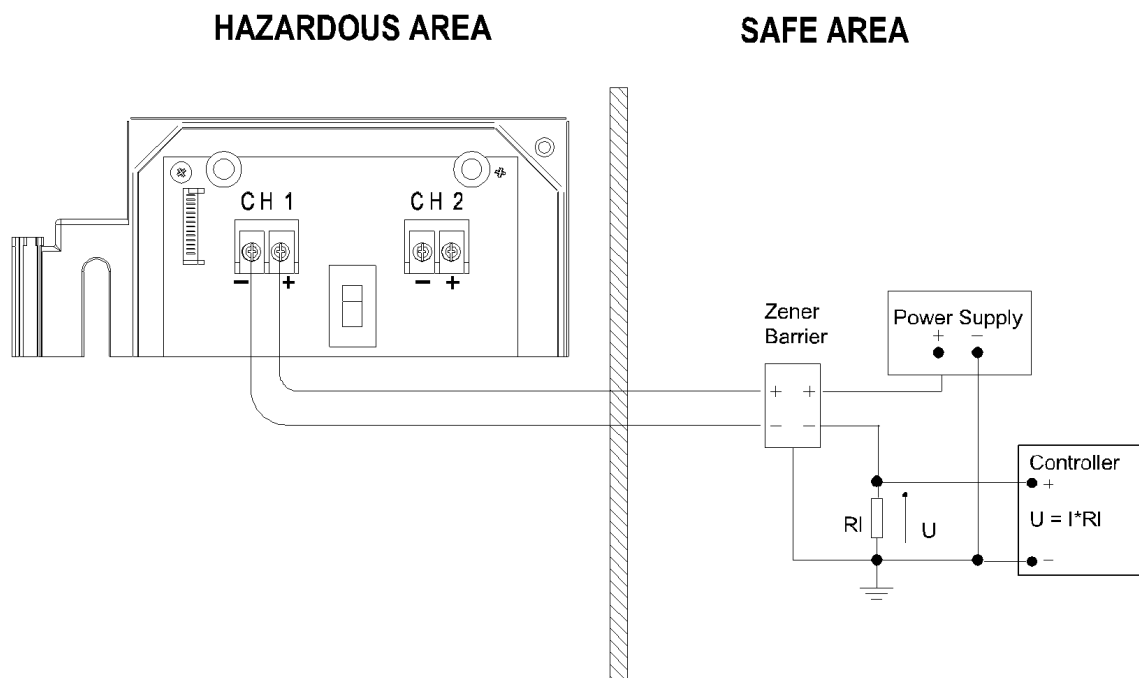 HAZARDOUS AREA
SAFE AREA
CH 1
CH 2
− +
− +
Zener
Barrier
Power Supply
+ −
+ +
− −
Controller
+
U = I*RI
−
RI
U